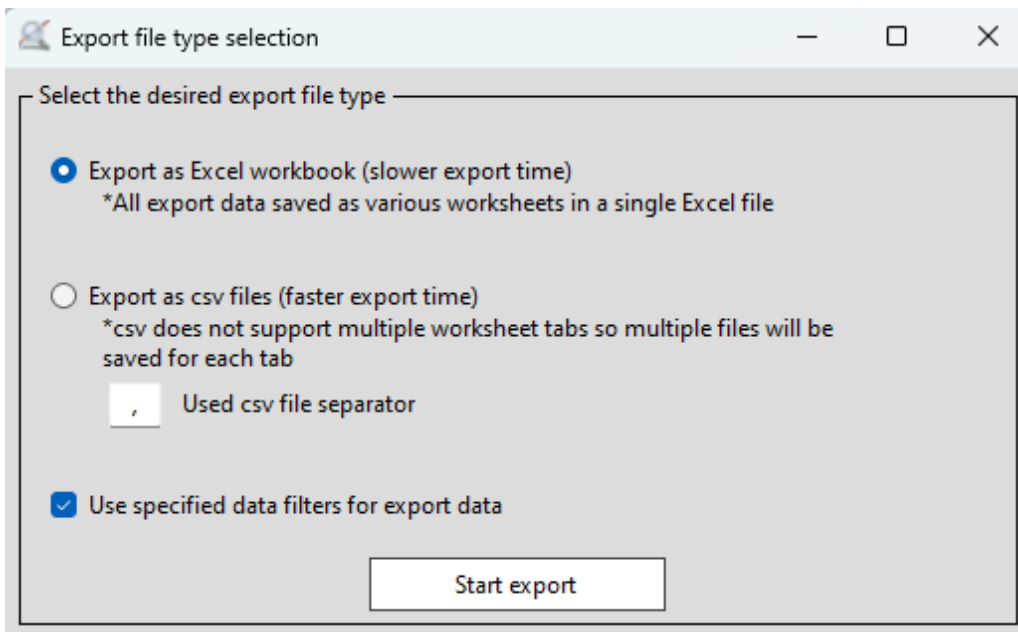 Export file type selection
Select the desired export file type
Export as Excel workbook (slower export time)
*All export data saved as various worksheets in a single Excel file
Export as csv files (faster export time)
*csv does not support multiple worksheet tabs so multiple files will be
saved for each tab
, Used csv file separator
Use specified data filters for export data
Start export